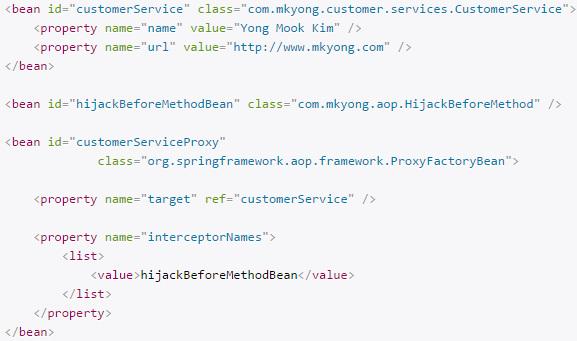 <bean id="customerService" class="com.mkyong.customer.services.CustomerService">
    <property name="name" value="Yong Mook Kim" />
    <property name="url" value="http://www.mkyong.com" />
</bean>

<bean id="hijackBeforeMethodBean" class="com.mkyong.aop.HijackBeforeMethod" />

<bean id="customerServiceProxy"
             class="org.springframework.aop.framework.ProxyFactoryBean">

    <property name="target" ref="customerService" />

    <property name="interceptorNames">
        <list>
            <value>hijackBeforeMethodBean</value>
        </list>
    </property>
</bean>